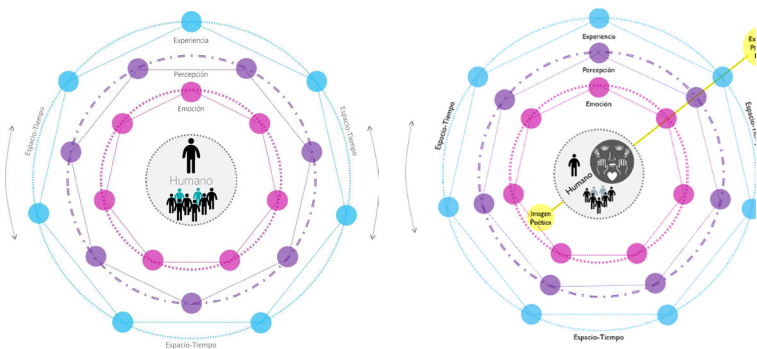 Experiencia
Percepción
Emoción
Espacio-Tiempo
Espacio-Tiempo
Humano
Espacio-Tiempo
Experiencia
Percepción
Emoción
Espacio-Tiempo
Humano
Imagen
Poética
Espacio-Tiempo